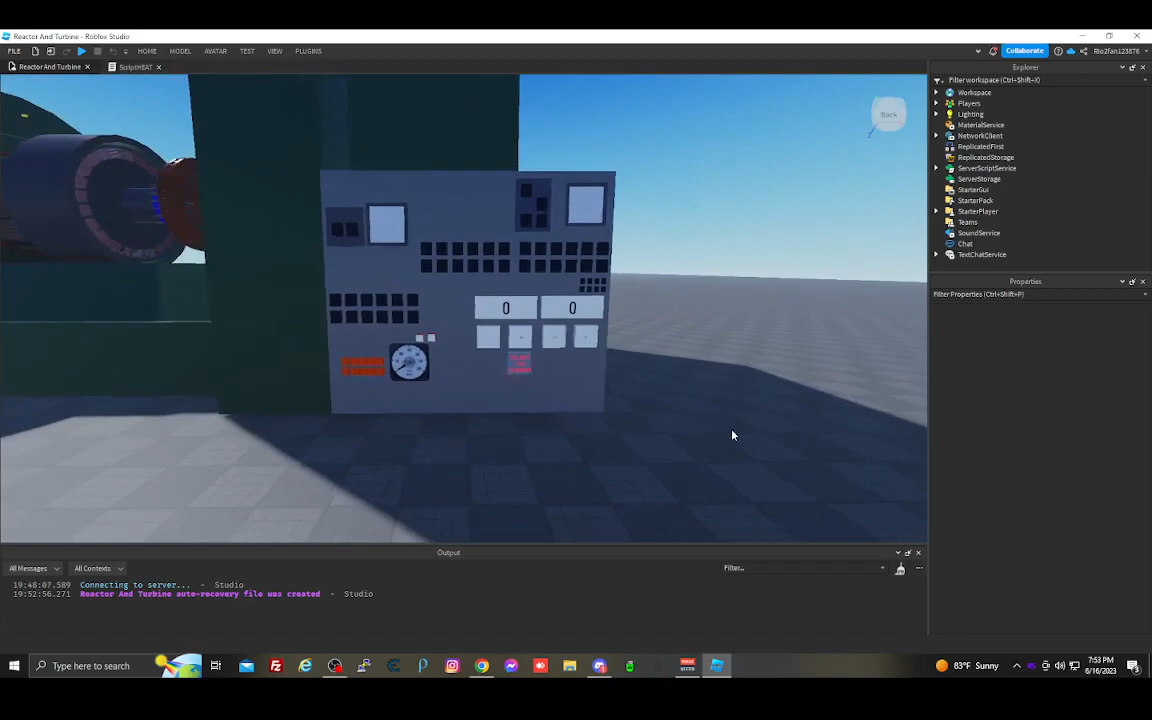 Reactor And Turbine - Roblox Studio
FILE HOME MODEL AVATAR TEST VIEW PLUGINS Collaborate Rio2fan123876
Reactor And Turbine ScriptHEAT
Explorer
Filter workspace (Ctrl+Shift+X)
Workspace
Players
Lighting
MaterialService
NetworkClient
ReplicatedFirst
ReplicatedStorage
ServerScriptService
ServerStorage
StarterGui
StarterPack
StarterPlayer
Teams
SoundService
Chat
TextChatService
Properties
Filter Properties (Ctrl+Shift+P)
Back
0 0
Output
All Messages All Contexts Filter...
19:48:07.589 Connecting to server... - Studio
19:52:56.271 Reactor And Turbine auto-recovery file was created - Studio
Type here to search
83°F Sunny
7:53 PM
6/16/2023
3